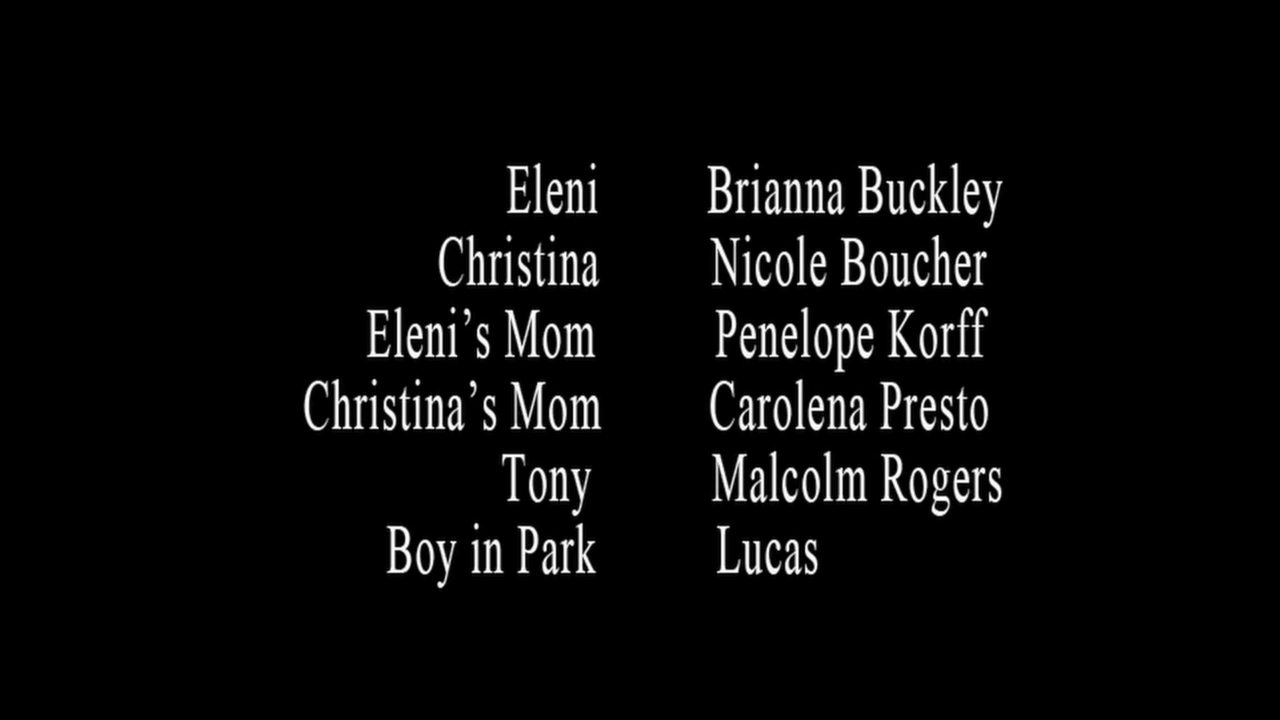 Eleni Brianna Buckley
Christina Nicole Boucher
Eleni’s Mom Penelope Korff
Christina’s Mom Carolena Presto
Tony Malcolm Rogers
Boy in Park Lucas